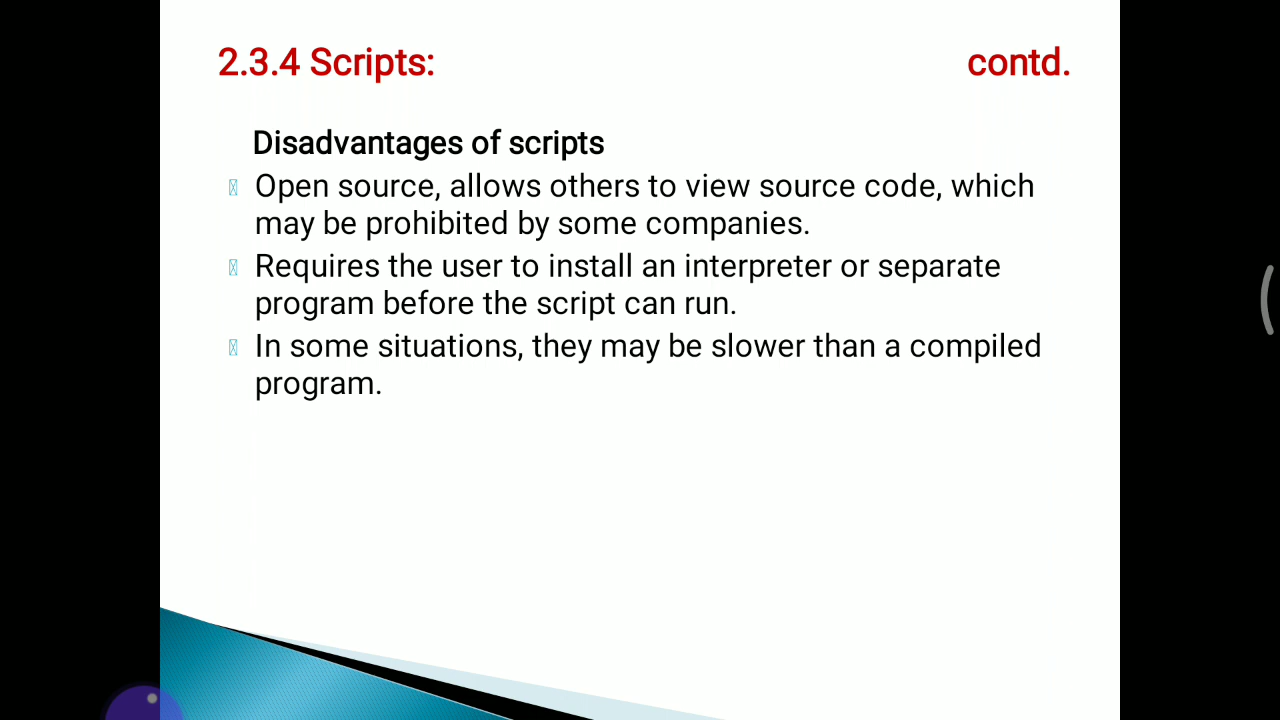 2.3.4 Scripts: contd.
Disadvantages of scripts
Open source, allows others to view source code, which
may be prohibited by some companies.
Requires the user to install an interpreter or separate
program before the script can run.
In some situations, they may be slower than a compiled
program.